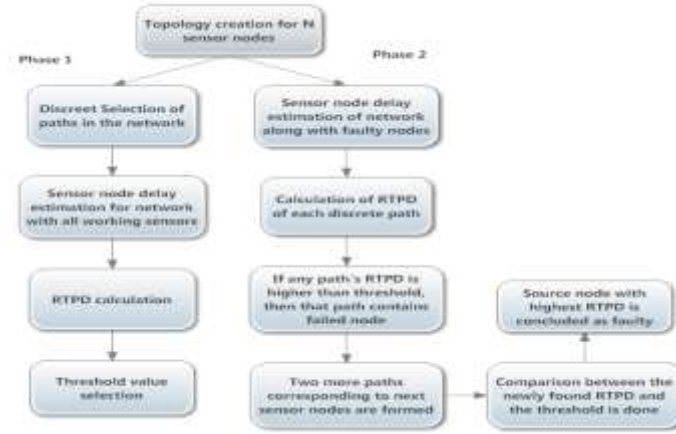 Topology creation for N
sensor nodes
Phase 1
Phase 2
Discreet Selection of
paths in the network
Sensor node delay
estimation for network
with all working sensors
RTPD calculation
Threshold value
selection
Sensor node delay
estimation of network
along with faulty nodes
Calculation of RTPD
of each discrete path
If any path's RTPD is
higher than threshold,
then that path contains
failed node
Two more paths
corresponding to next
sensor nodes are formed
Source node with
highest RTPD is
concluded as faulty
Comparison between the
newly found RTPD and
the threshold is done